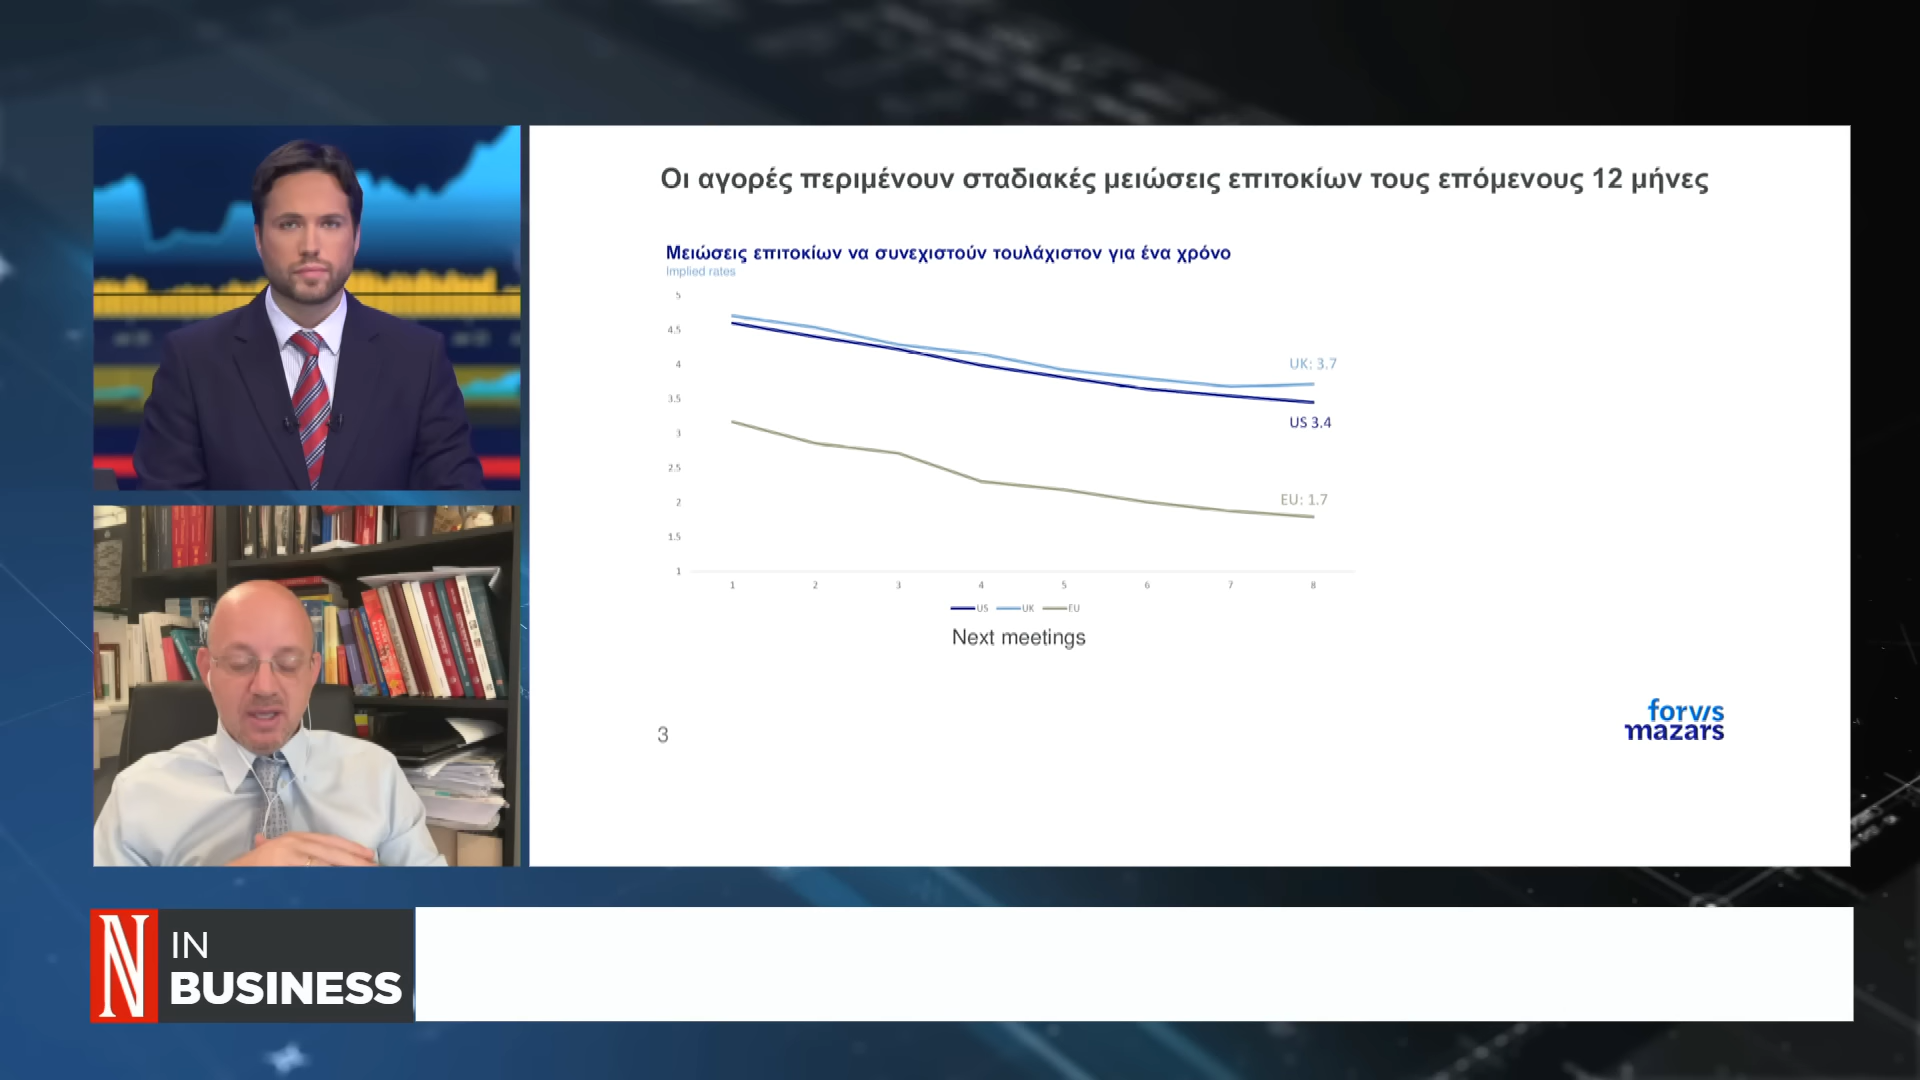 Οι αγορές περιμένουν σταδιακές μειώσεις επιτοκίων τους επόμενους 12 μήνες
Μειώσεις επιτοκίων να συνεχιστούν τουλάχιστον για ένα χρόνο
Implied rates
5
4.5
4
3.5
3
2.5
2
1.5
1
UK: 3.7
US 3.4
EU: 1.7
1 2 3 4 5 6 7 8
US UK EU
Next meetings
3
forvis
mazars
N IN
BUSINESS